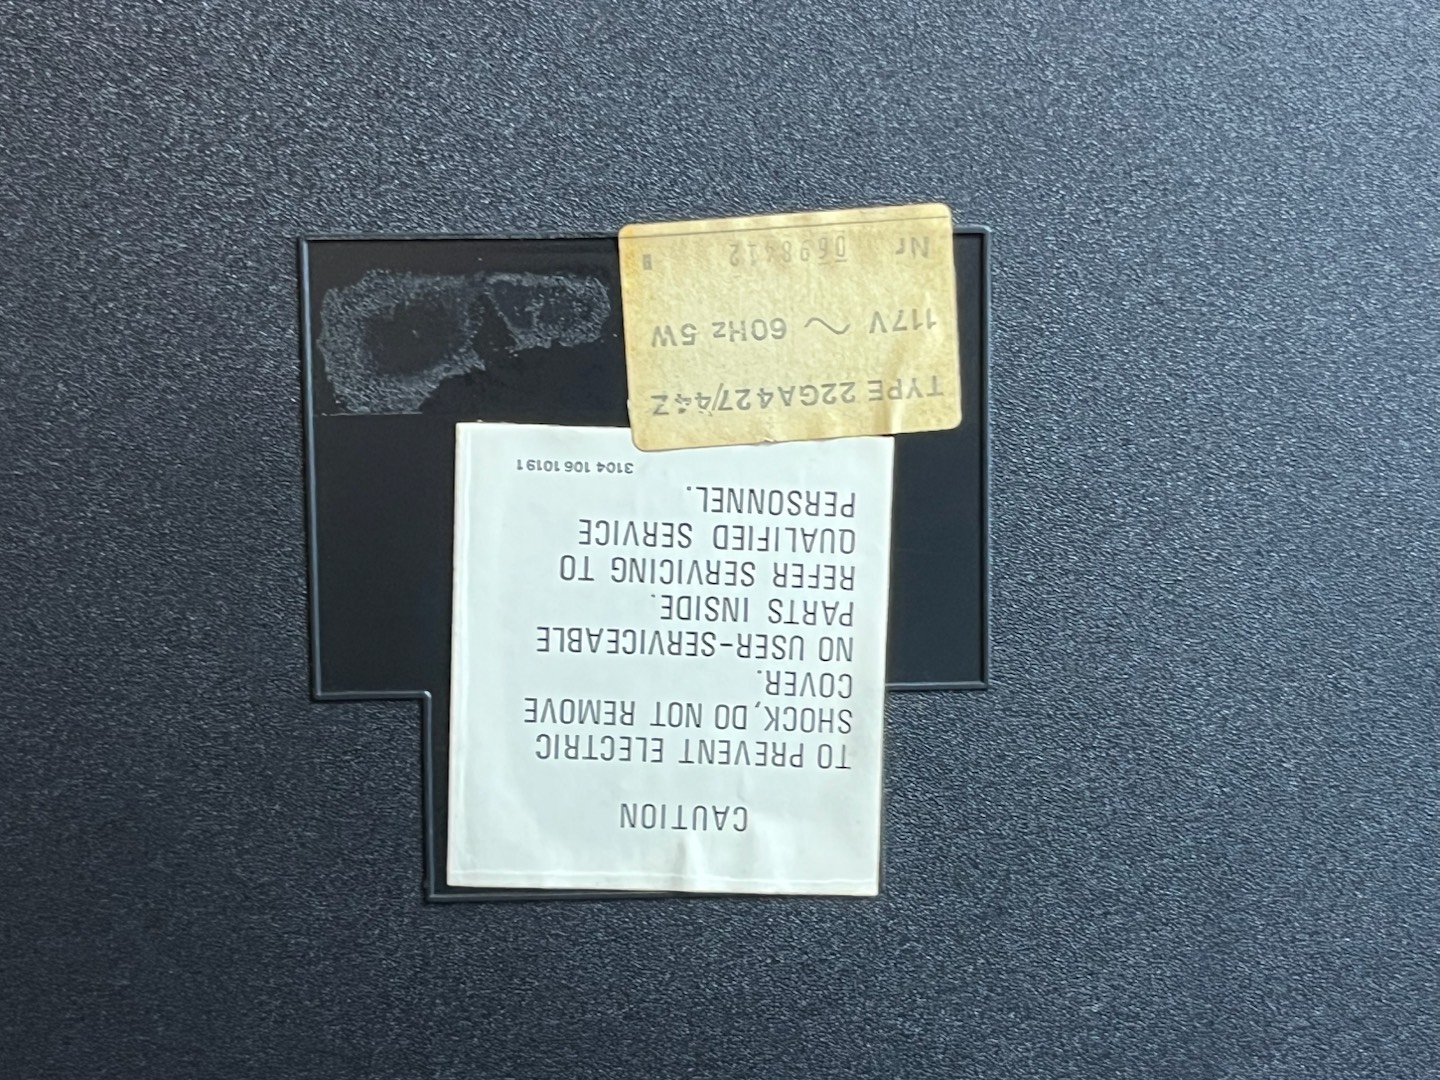 CAUTION
TO PREVENT ELECTRIC
SHOCK, DO NOT REMOVE
COVER.
NO USER-SERVICEABLE
PARTS INSIDE.
REFER SERVICING TO
QUALIFIED SERVICE
PERSONNEL.
3104 106 10191
TYPE 22GA427/44Z
117V ~ 60Hz 5W
Nr